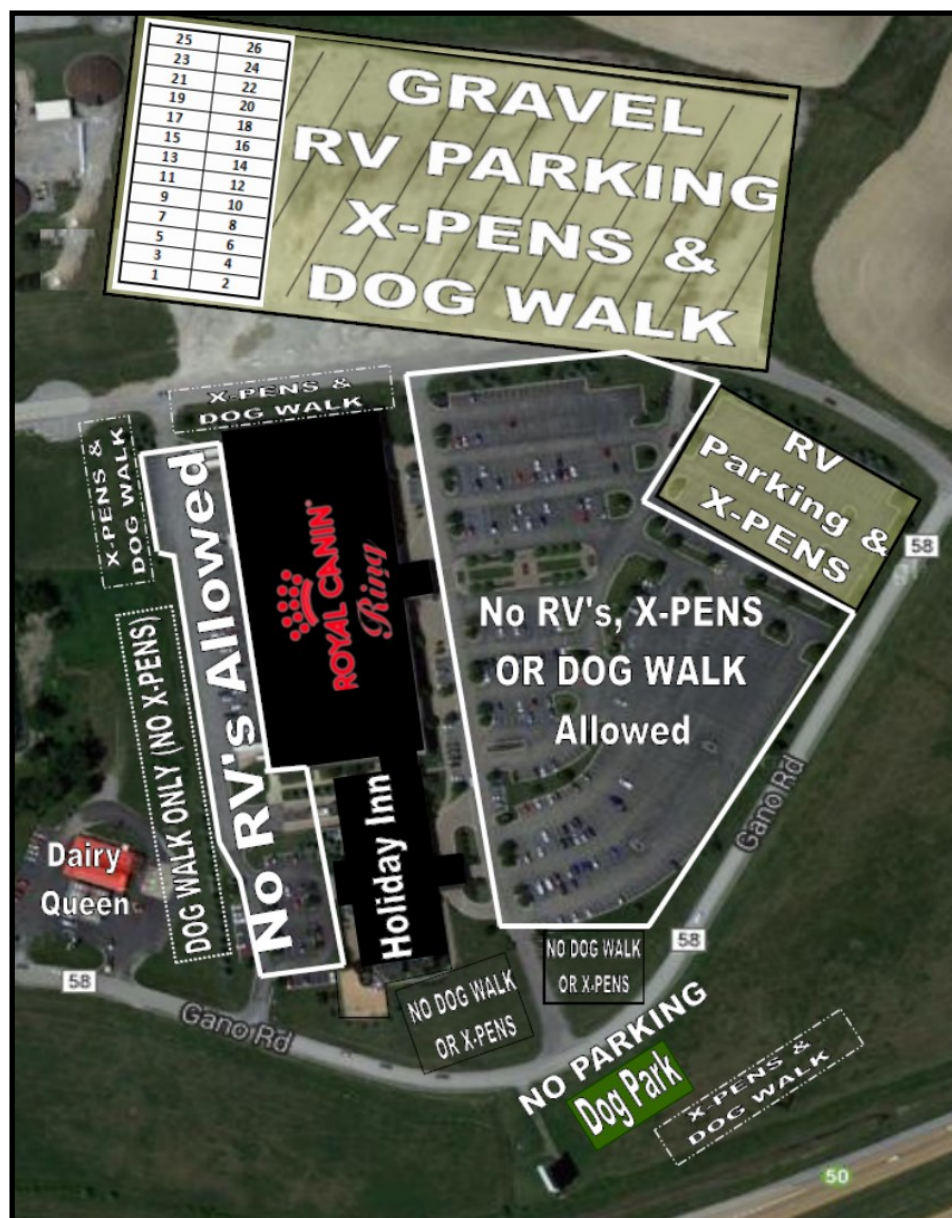 25 26
23 24
21 22
19 20
17 18
15 16
13 14
11 12
9 10
7 8
5 6
3 4
1 2
GRAVEL
RV PARKING
X-PENS &
DOG WALK
X-PENS &
DOG WALK
X-PENS &
DOG WALK
RV
Parking &
X-PENS
58
No RV's Allowed
ROYAL CANIN®
Ring
No RV's, X-PENS
OR DOG WALK
Allowed
DOG WALK ONLY (NO X-PENS)
Holiday Inn
Dairy
Queen
Gano Rd
58
58
Gano Rd
NO DOG WALK
OR X-PENS
NO DOG WALK
OR X-PENS
NO PARKING
Dog Park
X-PENS &
DOG WALK
50